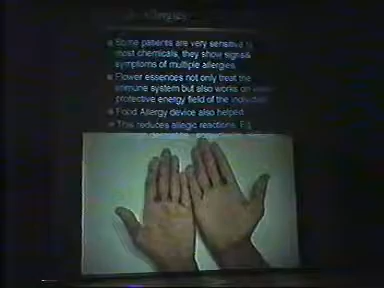 Allergies
Some patients are very sensitive to
most chemicals, they show signs&
symptoms of multiple allergies
Flower essences not only treat the
immune system but also works on
protective energy field of the
Food Allergy device also helped
This reduces allegic reactions.